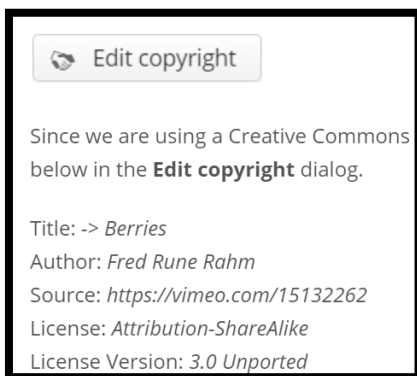 Edit copyright
Since we are using a Creative Commons
below in the Edit copyright dialog.
Title: -> Berries
Author: Fred Rune Rahm
Source: https://vimeo.com/15132262
License: Attribution-ShareAlike
License Version: 3.0 Unported